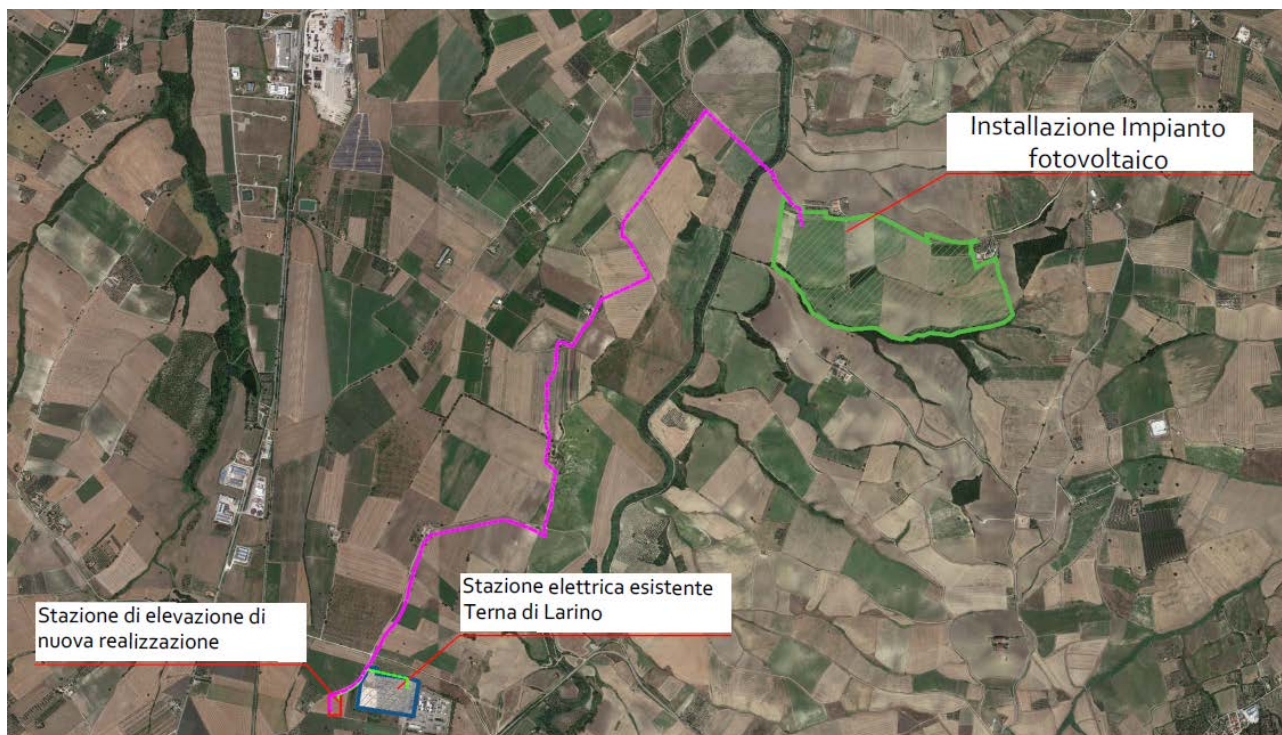 Installazione Impianto
fotovoltaico
Stazione elettrica esistente
Terna di Larino
Stazione di elevazione di
nuova realizzazione